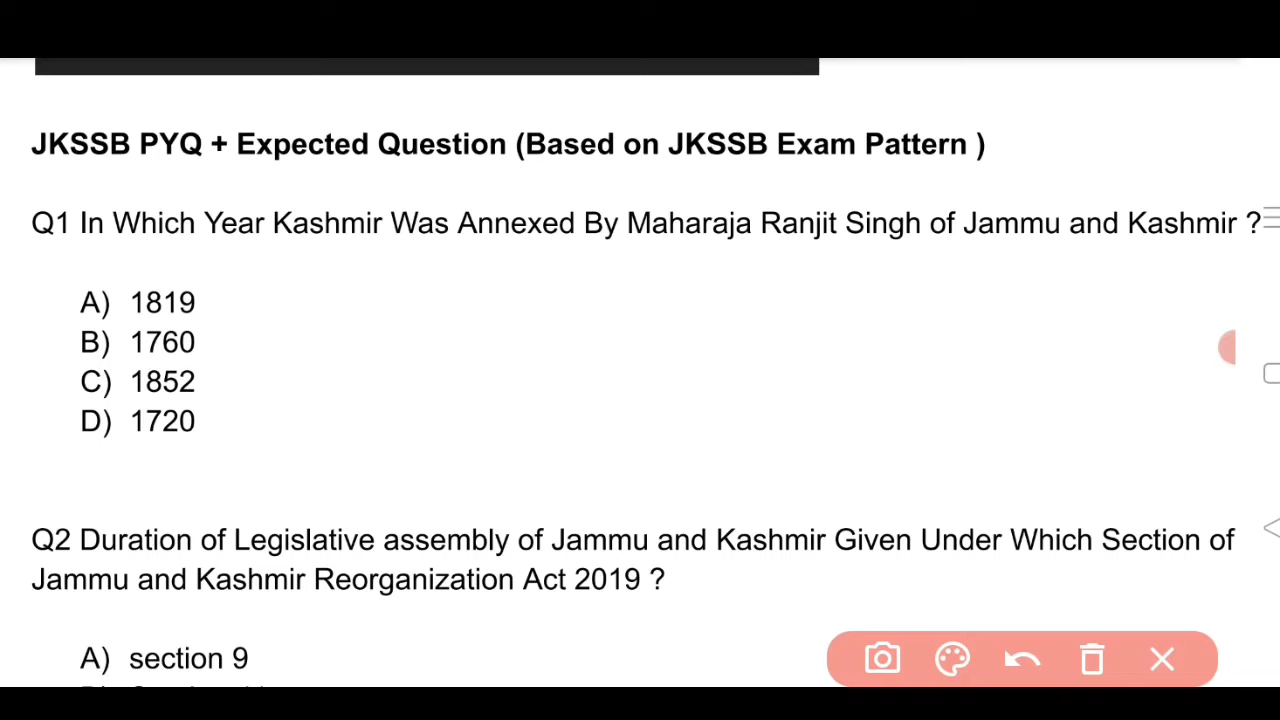 JKSSB PYQ + Expected Question (Based on JKSSB Exam Pattern )
Q1 In Which Year Kashmir Was Annexed By Maharaja Ranjit Singh of Jammu and Kashmir ?
A) 1819
B) 1760
C) 1852
D) 1720
Q2 Duration of Legislative assembly of Jammu and Kashmir Given Under Which Section of
Jammu and Kashmir Reorganization Act 2019 ?
A) section 9